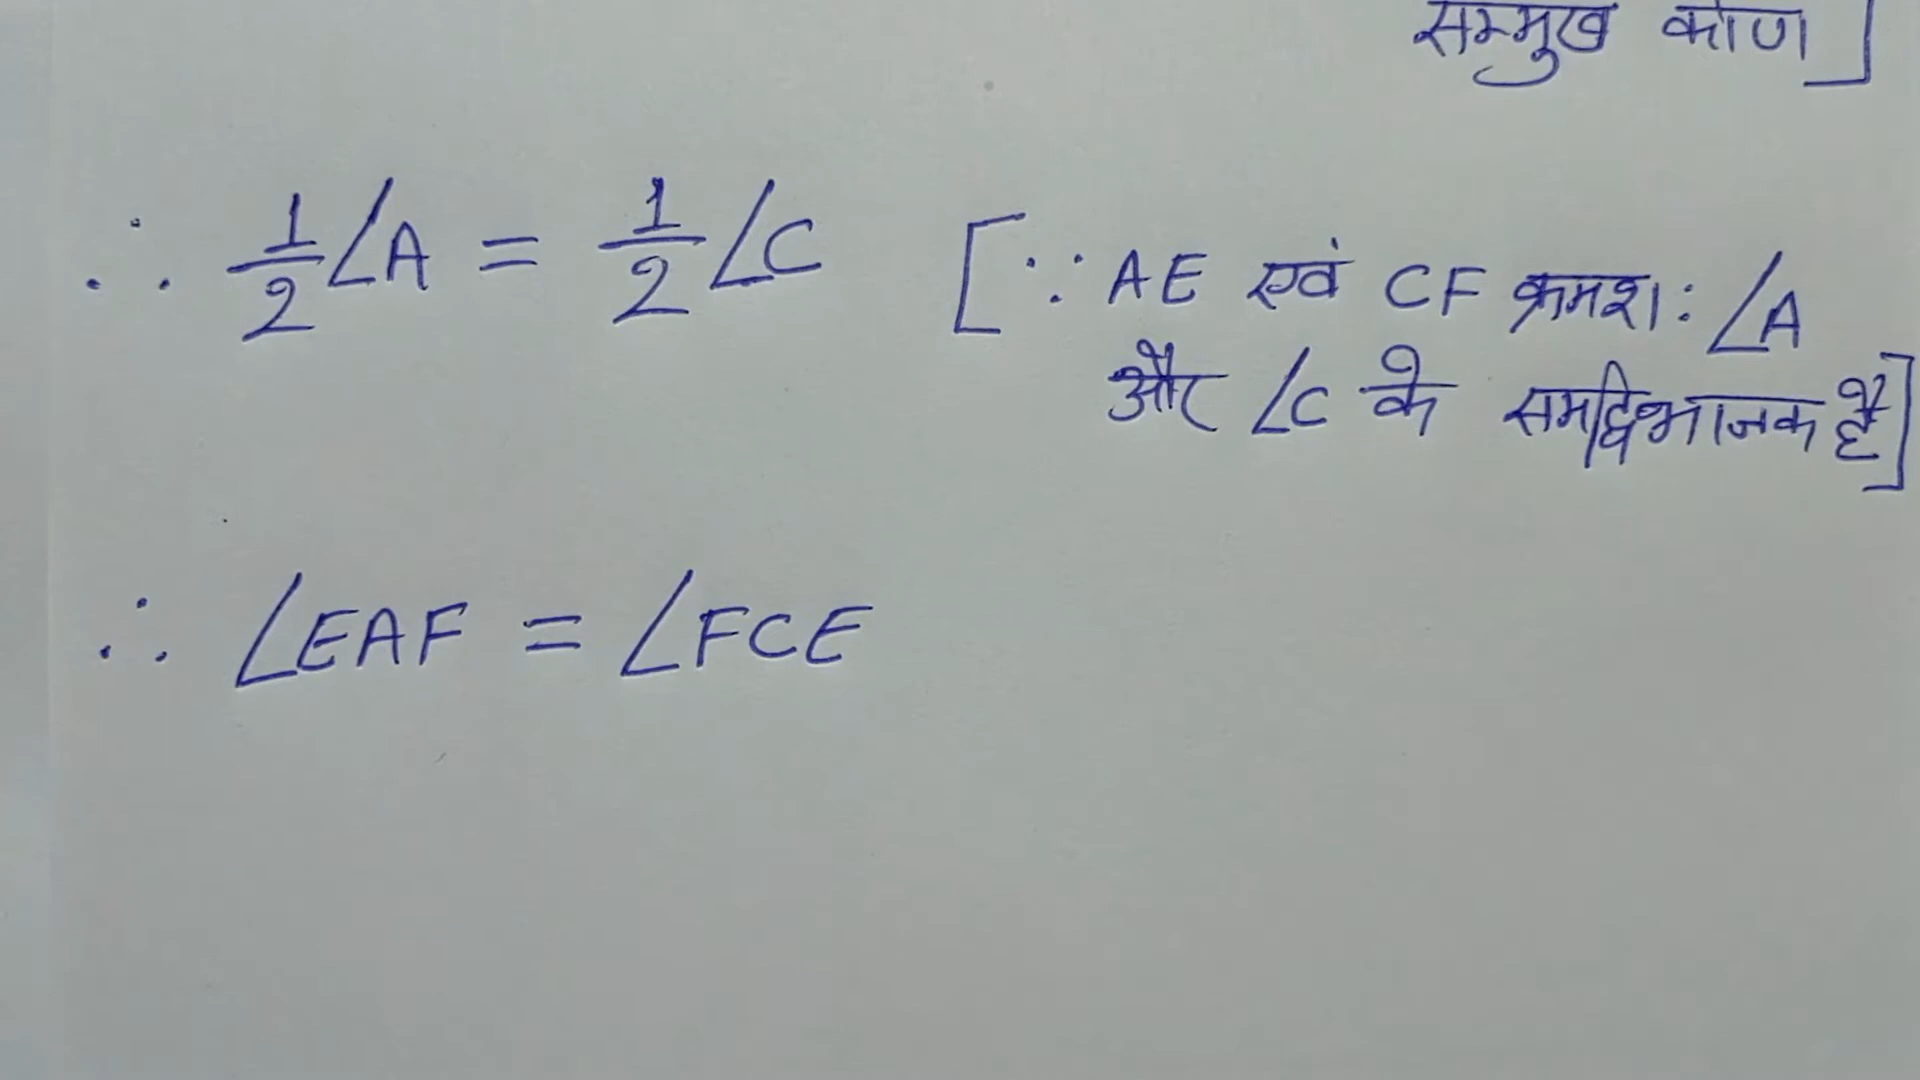 सम्मुख कोण]
∴ 1/2 ∠A = 1/2 ∠C [∵ AE एवं CF क्रमश: ∠A
और ∠C के समद्विभाजक है]
∴ ∠EAF = ∠FCE